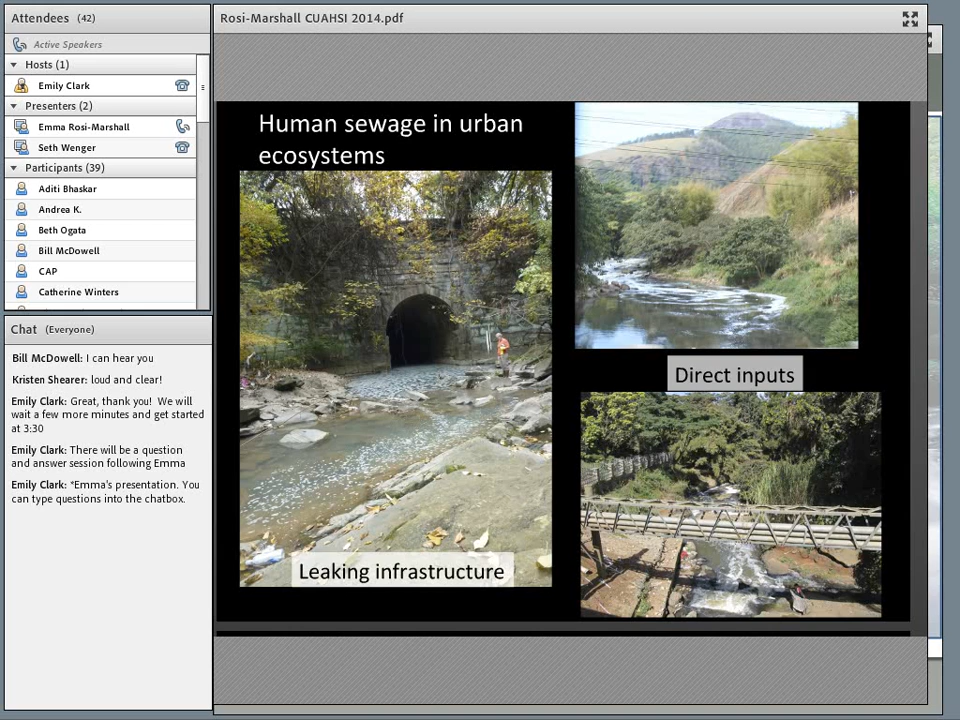 Attendees (42)
Active Speakers
Hosts (1)
Emily Clark
Presenters (2)
Emma Rosi-Marshall
Seth Wenger
Participants (39)
Aditi Bhaskar
Andrea K.
Beth Ogata
Bill McDowell
CAP
Catherine Winters
Chat (Everyone)
Bill McDowell: I can hear you
Kristen Shearer: loud and clear!
Emily Clark: Great, thank you! We will
wait a few more minutes and get started
at 3:30
Emily Clark: There will be a question
and answer session following Emma
Emily Clark: *Emma's presentation. You
can type questions into the chatbox.
Rosi-Marshall CUAHSI 2014.pdf
Human sewage in urban
ecosystems
Direct inputs
Leaking infrastructure